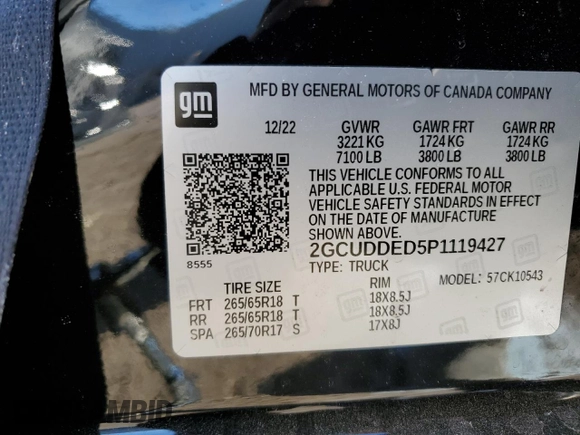 gm
MFD BY GENERAL MOTORS OF CANADA COMPANY
12/22 GVWR GAWR FRT GAWR RR
3221 KG 1724 KG 1724 KG
7100 LB 3800 LB 3800 LB
THIS VEHICLE CONFORMS TO ALL
APPLICABLE U.S. FEDERAL MOTOR
VEHICLE SAFETY STANDARDS IN EFFECT
ON THE DATE OF MANUFACTURE
SHOWN ABOVE.
8555
2GCUDDED5P1119427
TYPE: TRUCK MODEL: 57CK10543
TIRE SIZE RIM
FRT 265/65R18 T 18X8.5J
RR 265/65R18 T 18X8.5J
SPA 265/70R17 S 17X8J